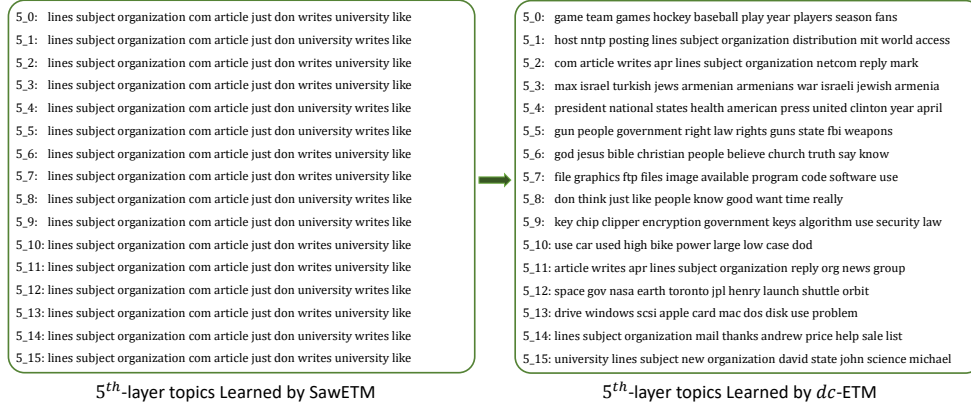 5_0: lines subject organization com article just don writes university like
5_1: lines subject organization com article just don university writes like
5_2: lines subject organization com article just don writes university like
5_3: lines subject organization com article just don writes university like
5_4: lines subject organization com article just don writes university like
5_5: lines subject organization com article just don writes university like
5_6: lines subject organization com article just don writes university like
5_7: lines subject organization com article just don writes university like
5_8: lines subject organization com article just don writes university like
5_9: lines subject organization com article just don writes university like
5_10: lines subject organization com article just don writes university like
5_11: lines subject organization com article just don writes university like
5_12: lines subject organization com article just don university writes like
5_13: lines subject organization com article just don writes university like
5_14: lines subject organization com article just don university writes like
5_15: lines subject organization com article just don writes university like
5th-layer topics Learned by SawETM
5_0: game team games hockey baseball play year players season fans
5_1: host nntp posting lines subject organization distribution mit world access
5_2: com article writes apr lines subject organization netcom reply mark
5_3: max israel turkish jews armenian armenians war israeli jewish armenia
5_4: president national states health american press united clinton year april
5_5: gun people government right law rights guns state fbi weapons
5_6: god jesus bible christian people believe church truth say know
5_7: file graphics ftp files image available program code software use
5_8: don think just like people know good want time really
5_9: key chip clipper encryption government keys algorithm use security law
5_10: use car used high bike power large low case dod
5_11: article writes apr lines subject organization reply org news group
5_12: space gov nasa earth toronto jpl henry launch shuttle orbit
5_13: drive windows scsi apple card mac dos disk use problem
5_14: lines subject organization mail thanks andrew price help sale list
5_15: university lines subject new organization david state john science michael
5th-layer topics Learned by dc-ETM